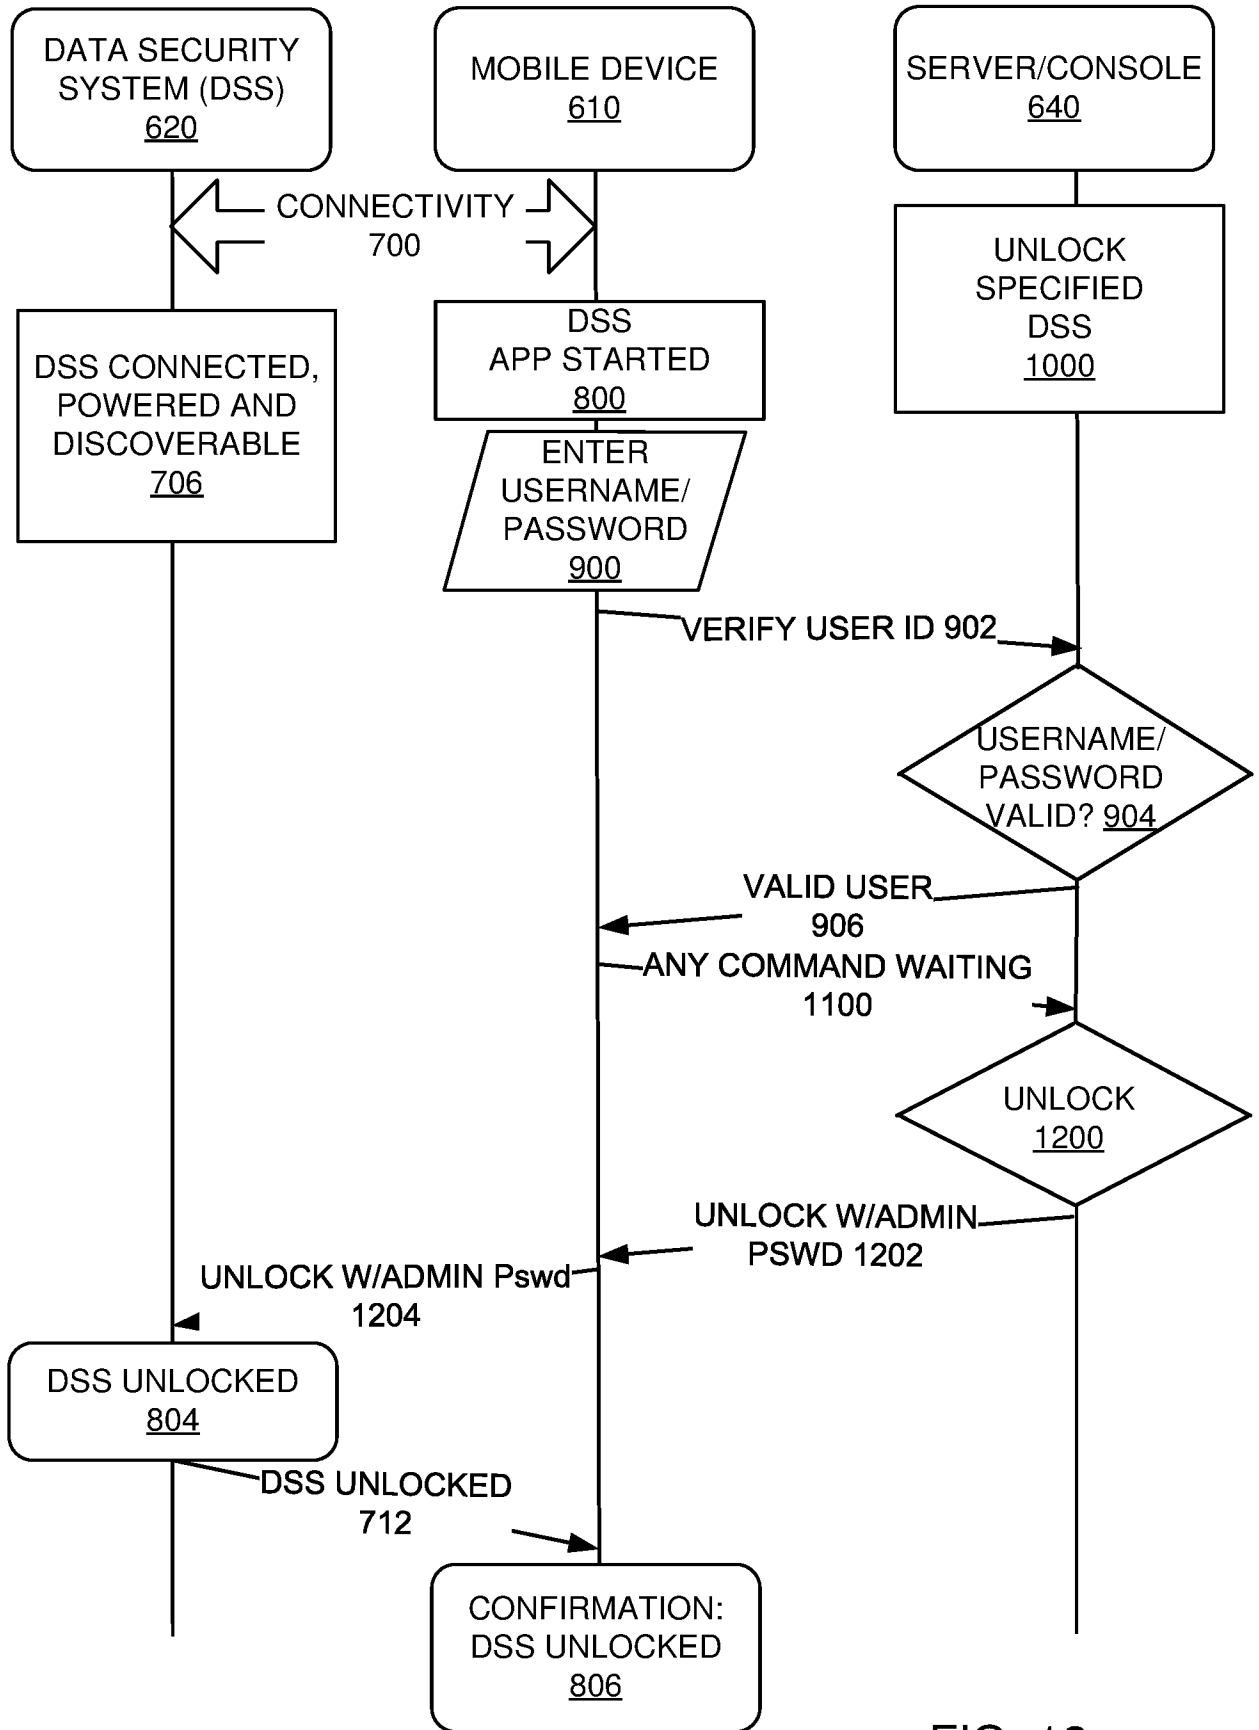 DATA SECURITY
SYSTEM (DSS)
620
MOBILE DEVICE
610
SERVER/CONSOLE
640
CONNECTIVITY
700
UNLOCK
SPECIFIED
DSS
1000
DSS
APP STARTED
800
DSS CONNECTED,
POWERED AND
DISCOVERABLE
706
ENTER
USERNAME/
PASSWORD
900
VERIFY USER ID 902
USERNAME/
PASSWORD
VALID? 904
VALID USER
906
ANY COMMAND WAITING
1100
UNLOCK
1200
UNLOCK W/ADMIN
PSWD 1202
UNLOCK W/ADMIN Pswd
1204
DSS UNLOCKED
804
DSS UNLOCKED
712
CONFIRMATION:
DSS UNLOCKED
806
FIG.